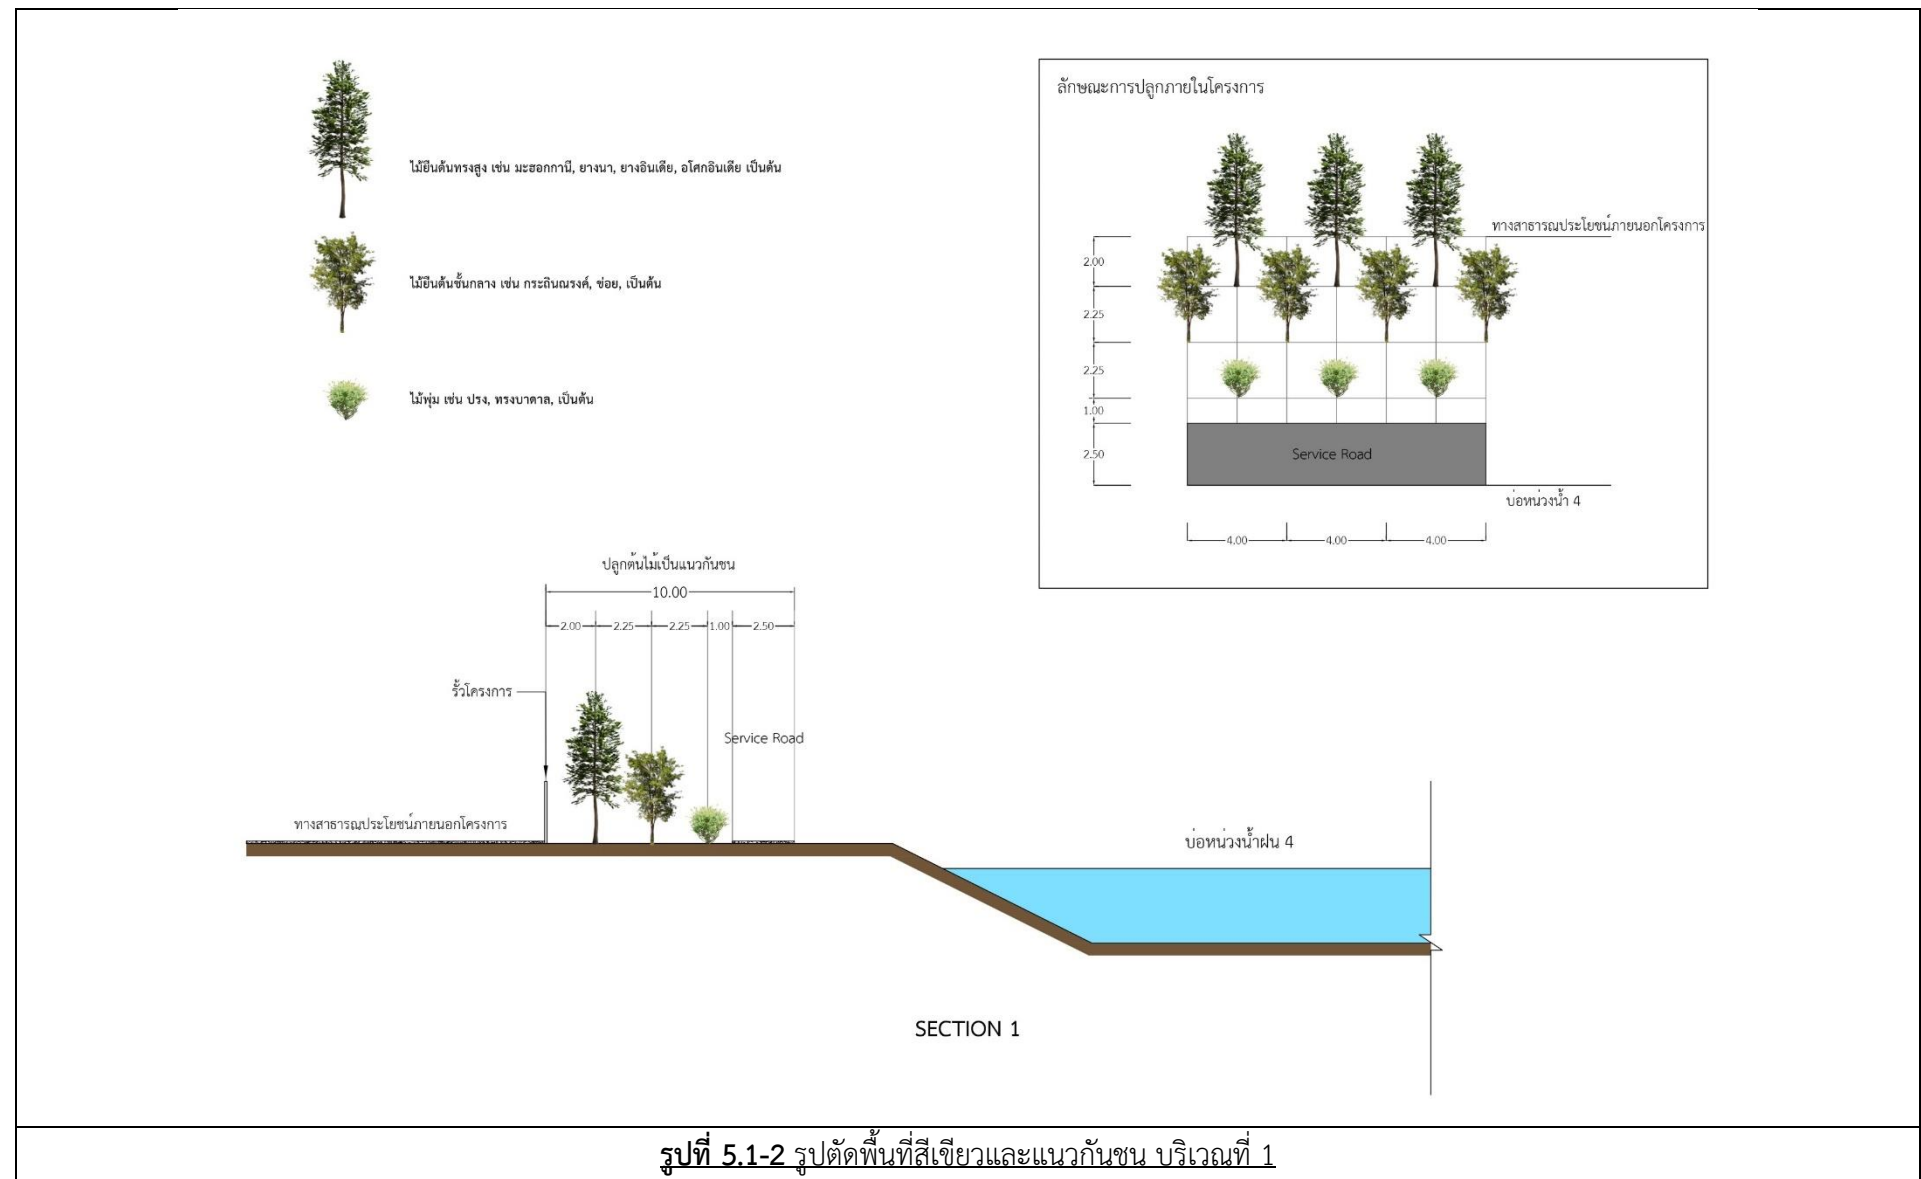 ไม้ยืนต้นทรงสูง เช่น มะฮอกกานี, ยางนา, ยางอินเดีย, อโศกอินเดีย เป็นต้น
ไม้ยืนต้นชั้นกลาง เช่น กระถินณรงค์, ข่อย, เป็นต้น
ไม้พุ่ม เช่น ปรง, ทรงบาดาล, เป็นต้น
ลักษณะการปลูกภายในโครงการ
ทางสาธารณประโยชน์ภายนอกโครงการ
2.00
2.25
2.25
1.00
2.50
Service Road
บ่อหน่วงน้ำ 4
4.00 4.00 4.00
ปลูกต้นไม้เป็นแนวกันชน
10.00
2.00 2.25 2.25 1.00 2.50
รั้วโครงการ
Service Road
ทางสาธารณประโยชน์ภายนอกโครงการ
บ่อหน่วงน้ำฝน 4
SECTION 1
รูปที่ 5.1-2 รูปตัดพื้นที่สีเขียวและแนวกันชน บริเวณที่ 1